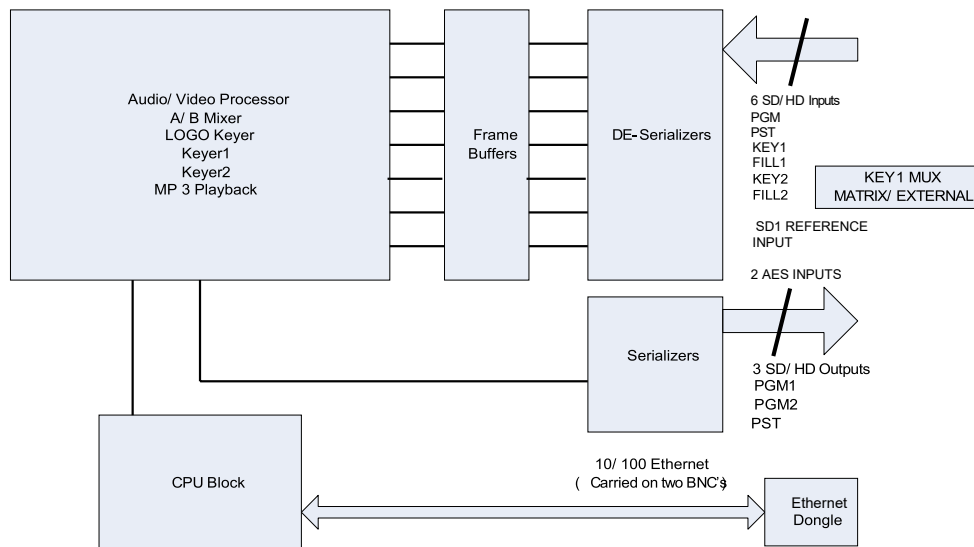 Audio/ Video Processor
A/ B Mixer
LOGO Keyer
Keyer1
Keyer2
MP 3 Playback
Frame
Buffers
DE-Serializers
6 SD/ HD Inputs
PGM
PST
KEY1
FILL1
KEY2
FILL2
KEY1 MUX
MATRIX/ EXTERNAL
SD1 REFERENCE
INPUT
2 AES INPUTS
Serializers
3 SD/ HD Outputs
PGM1
PGM2
PST
CPU Block
10/ 100 Ethernet
( Carried on two BNC's)
Ethernet
Dongle